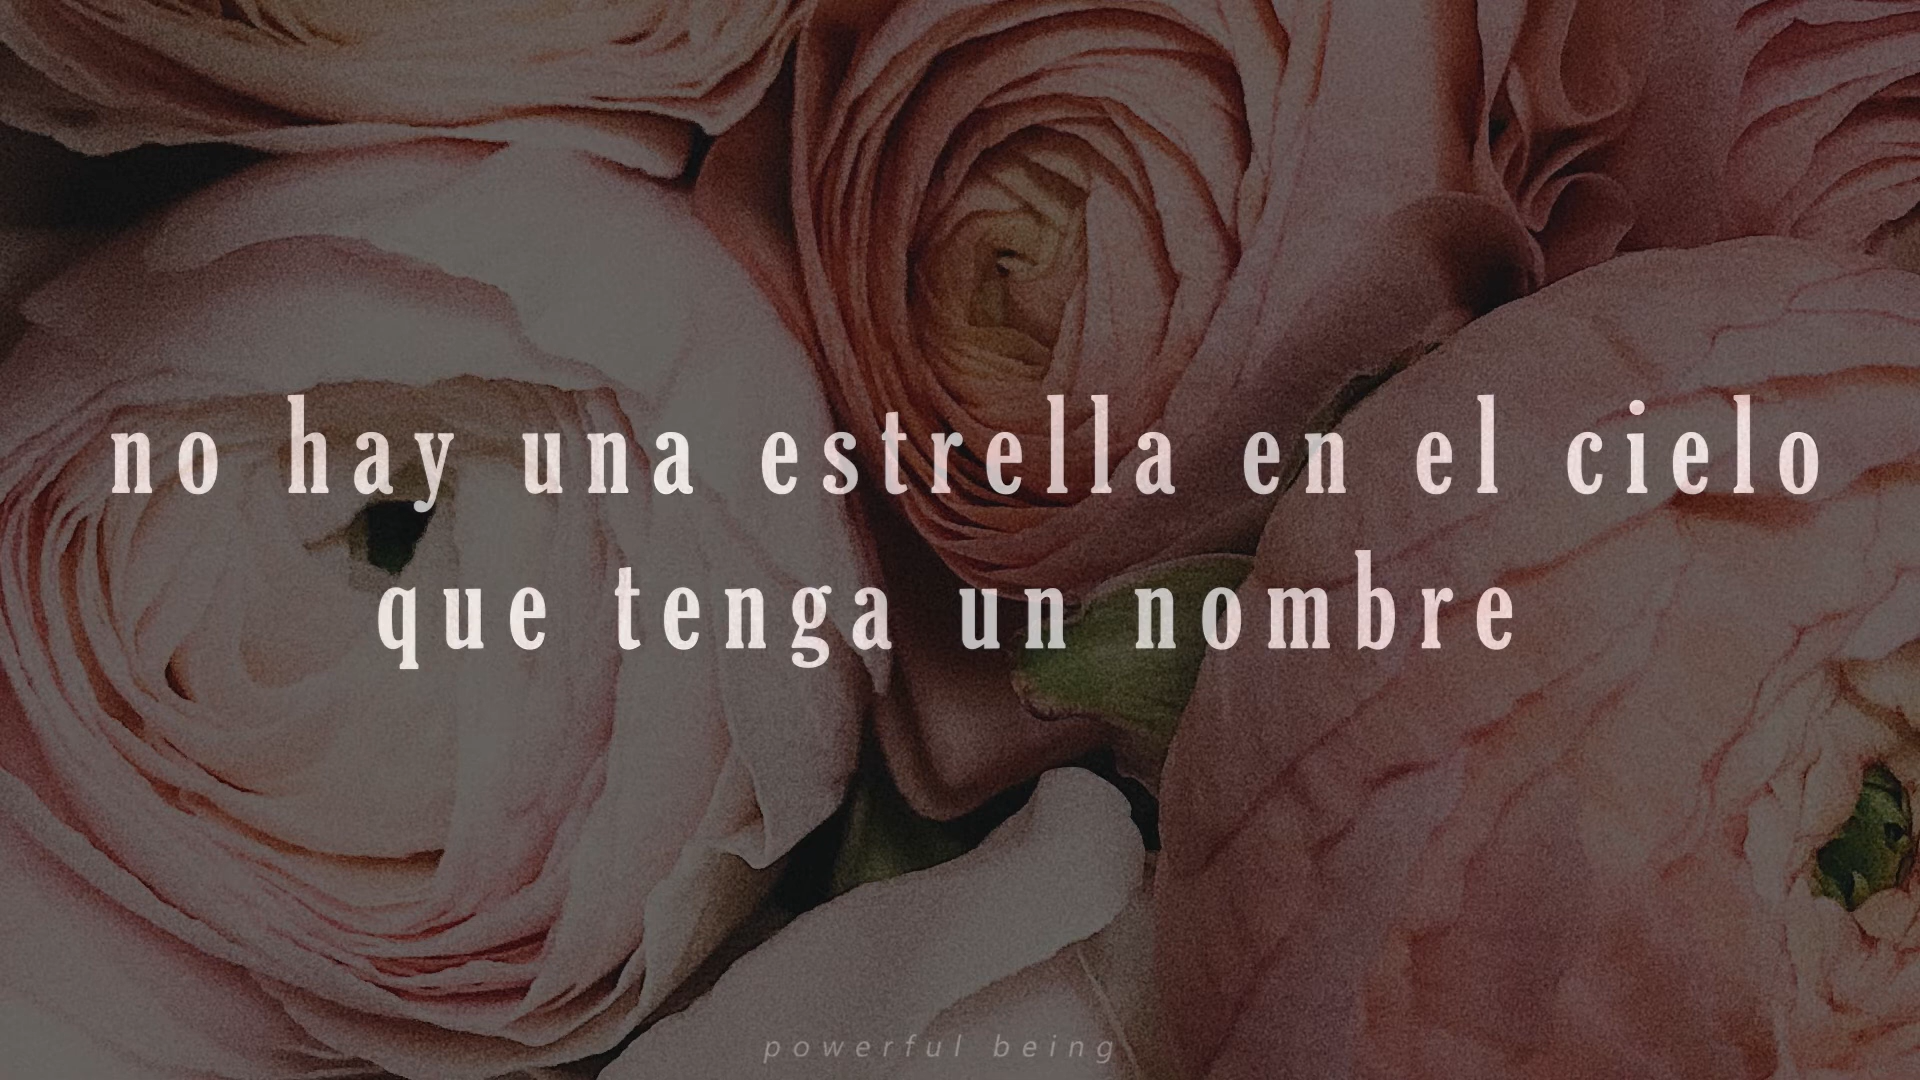 no hay una estrella en el cielo
que tenga un nombre
powerful being